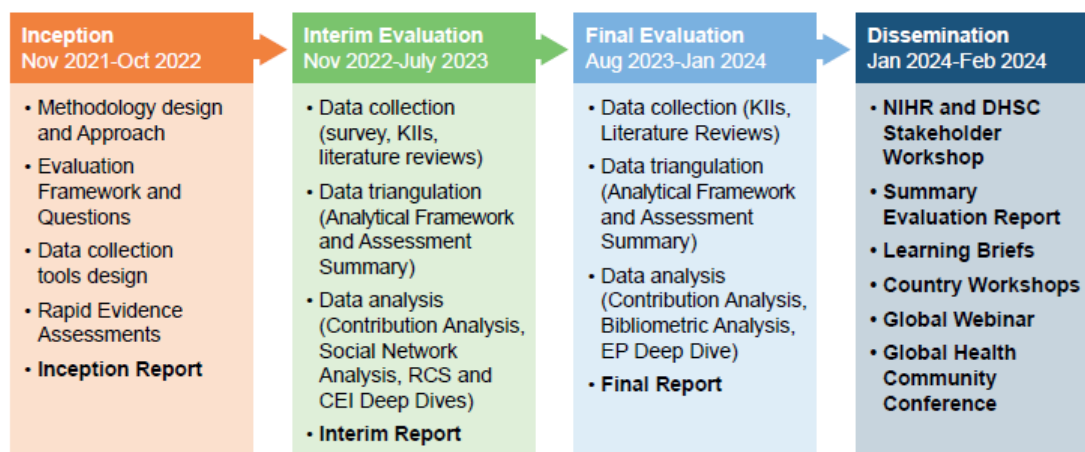 Inception
Nov 2021-Oct 2022
• Methodology design
and Approach
• Evaluation
Framework and
Questions
• Data collection
tools design
• Rapid Evidence
Assessments
• Inception Report
Interim Evaluation
Nov 2022-July 2023
• Data collection
(survey, KIIs,
literature reviews)
• Data triangulation
(Analytical Framework
and Assessment
Summary)
• Data analysis
(Contribution Analysis,
Social Network
Analysis, RCS and
CEI Deep Dives)
• Interim Report
Final Evaluation
Aug 2023-Jan 2024
• Data collection (KIIs,
Literature Reviews)
• Data triangulation
(Analytical Framework
and Assessment
Summary)
• Data analysis
(Contribution Analysis,
Bibliometric Analysis,
EP Deep Dive)
• Final Report
Dissemination
Jan 2024-Feb 2024
• NIHR and DHSC
Stakeholder
Workshop
• Summary
Evaluation Report
• Learning Briefs
• Country Workshops
• Global Webinar
• Global Health
Community
Conference